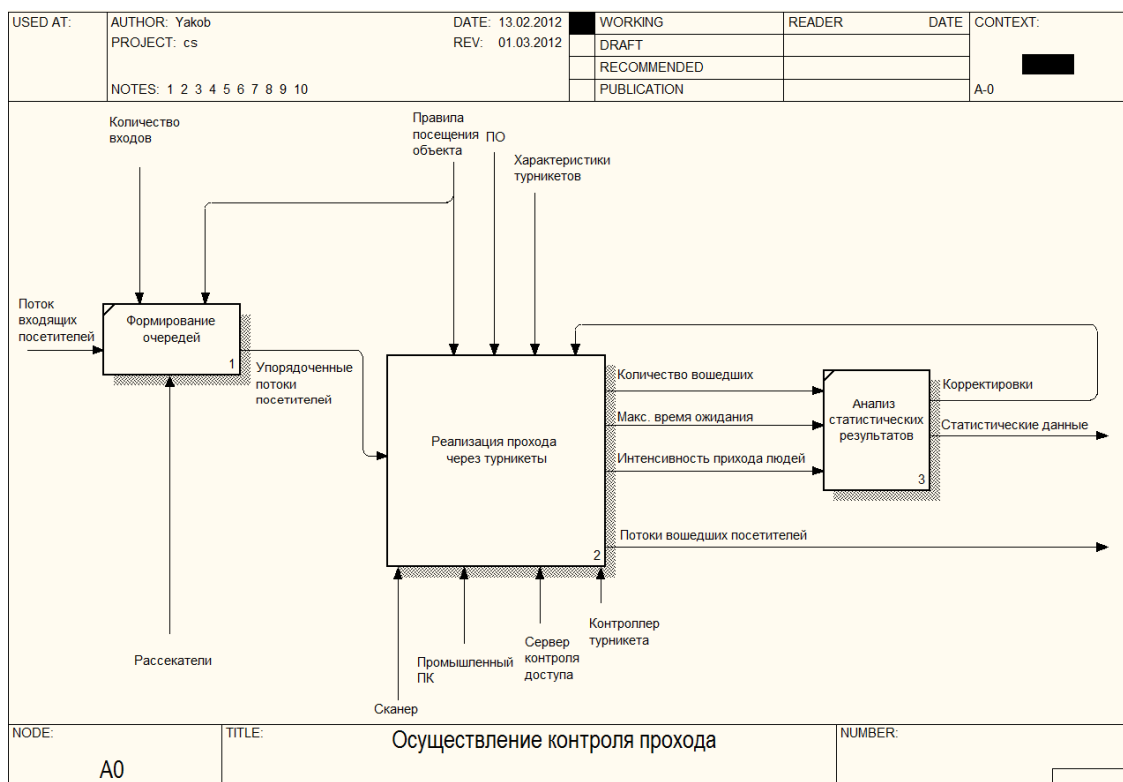 USED AT:
AUTHOR: Yakob
DATE: 13.02.2012
WORKING
READER
DATE
CONTEXT:
PROJECT: cs
REV: 01.03.2012
DRAFT
RECOMMENDED
NOTES: 1 2 3 4 5 6 7 8 9 10
PUBLICATION
A-0
Количество
входов
Правила
посещения
объекта
ПО
Характеристики
турникетов
Поток
входящих
посетителей
Формирование
очередей
1
Упорядоченные
потоки
посетителей
Реализация прохода
через турникеты
2
Количество вошедших
Макс. время ожидания
Интенсивность прихода людей
Потоки вошедших посетителей
Анализ
статистических
результатов
3
Корректировки
Статистические данные
Рассекатели
Сканер
Промышленный
ПК
Сервер
контроля
доступа
Контроллер
турникета
NODE:
TITLE:
NUMBER:
A0
Осуществление контроля прохода